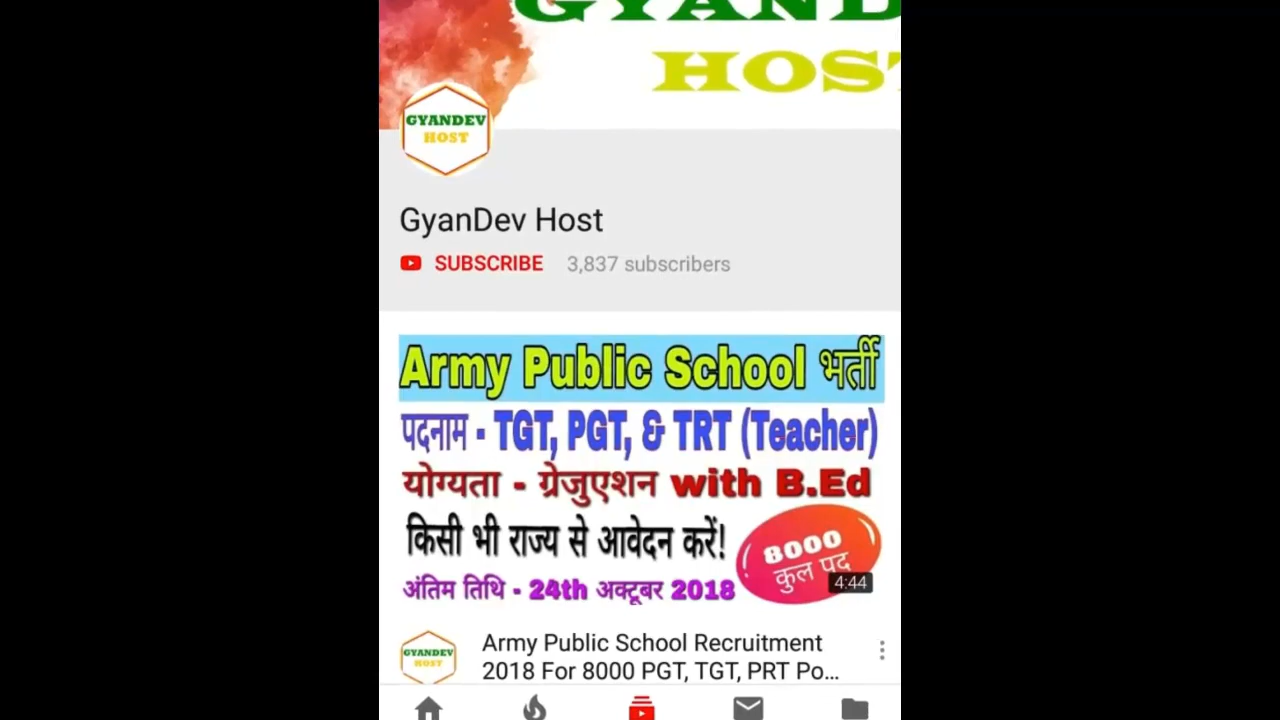 GYAND
HOST
GYANDEV
HOST
GyanDev Host
SUBSCRIBE 3,837 subscribers
Army Public School भर्ती
पदनाम - TGT, PGT, & TRT (Teacher)
योग्यता - ग्रेजुएशन with B.Ed
किसी भी राज्य से आवेदन करें!
8000
कुल पद
4:44
अंतिम तिथि - 24th अक्टूबर 2018
GYANDEV
HOST
Army Public School Recruitment
2018 For 8000 PGT, TGT, PRT Po...